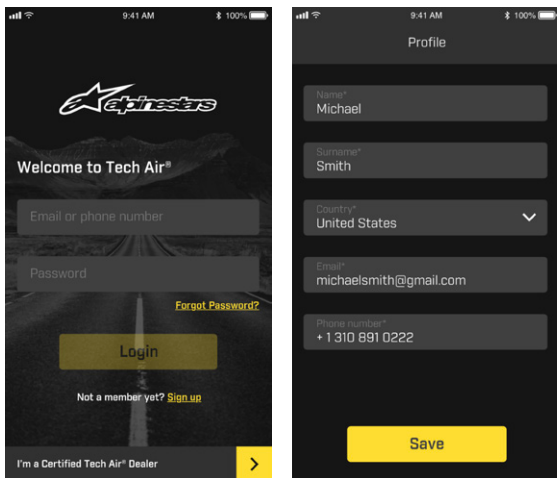 9:41 AM
100%
alpinestars
Welcome to Tech Air®
Email or phone number
Password
Forgot Password?
Login
Not a member yet? Sign up
I'm a Certified Tech Air® Dealer
9:41 AM
100%
Profile
Name*
Michael
Surname*
Smith
Country*
United States
Email*
michaelsmith@gmail.com
Phone number*
+ 1 310 891 0222
Save